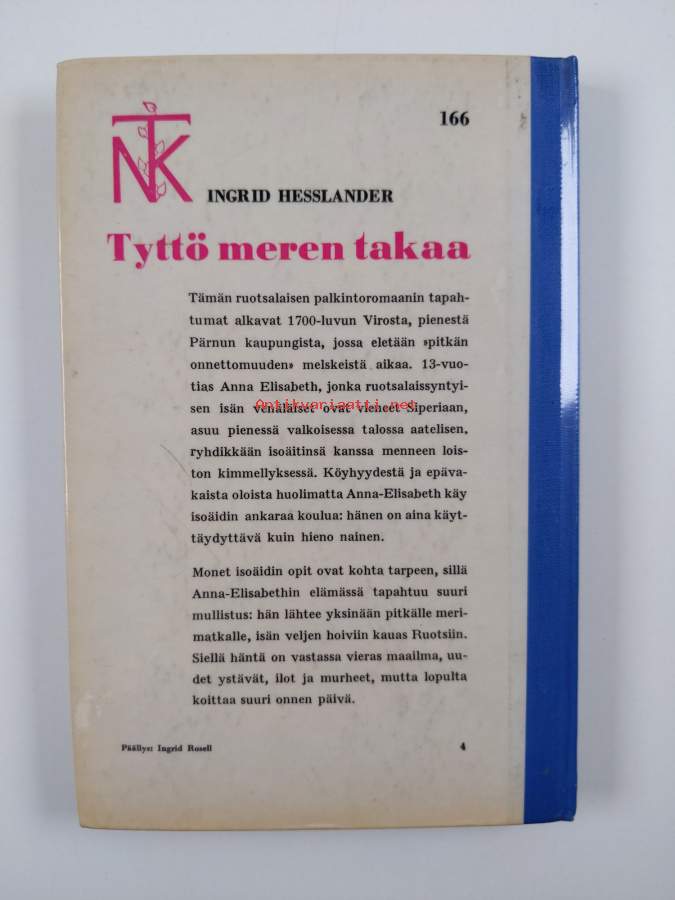 166
NTK
INGRID HESSLANDER
Tyttö meren takaa
Tämän ruotsalaisen palkintoromaanin tapah-
tumat alkavat 1700-luvun Virosta, pienestä
Pärnun kaupungista, jossa eletään »pitkän
onnettomuuden» melskeistä aikaa. 13-vuo-
tias Anna Elisabeth, jonka ruotsalaissyntyi-
sen isän venäläiset ovat vieneet Siperiaan,
Antikvariaatti.net
asuu pienessä valkoisessa talossa aatelisen,
ryhdikkään isoäitinsä kanssa menneen lois-
ton kimmellyksessä. Köyhyydestä ja epäva-
kaista oloista huolimatta Anna-Elisabeth käy
isoäidin ankaraa koulua: hänen on aina käyt-
täydyttävä kuin hieno nainen.
Monet isoäidin opit ovat kohta tarpeen, sillä
Anna-Elisabethin elämässä tapahtuu suuri
mullistus: hän lähtee yksinään pitkälle meri-
matkalle, isän veljen hoiviin kauas Ruotsiin.
Siellä häntä on vastassa vieras maailma, uu-
det ystävät, ilot ja murheet, mutta lopulta
koittaa suuri onnen päivä.
Päällys: Ingrid Rosell
4